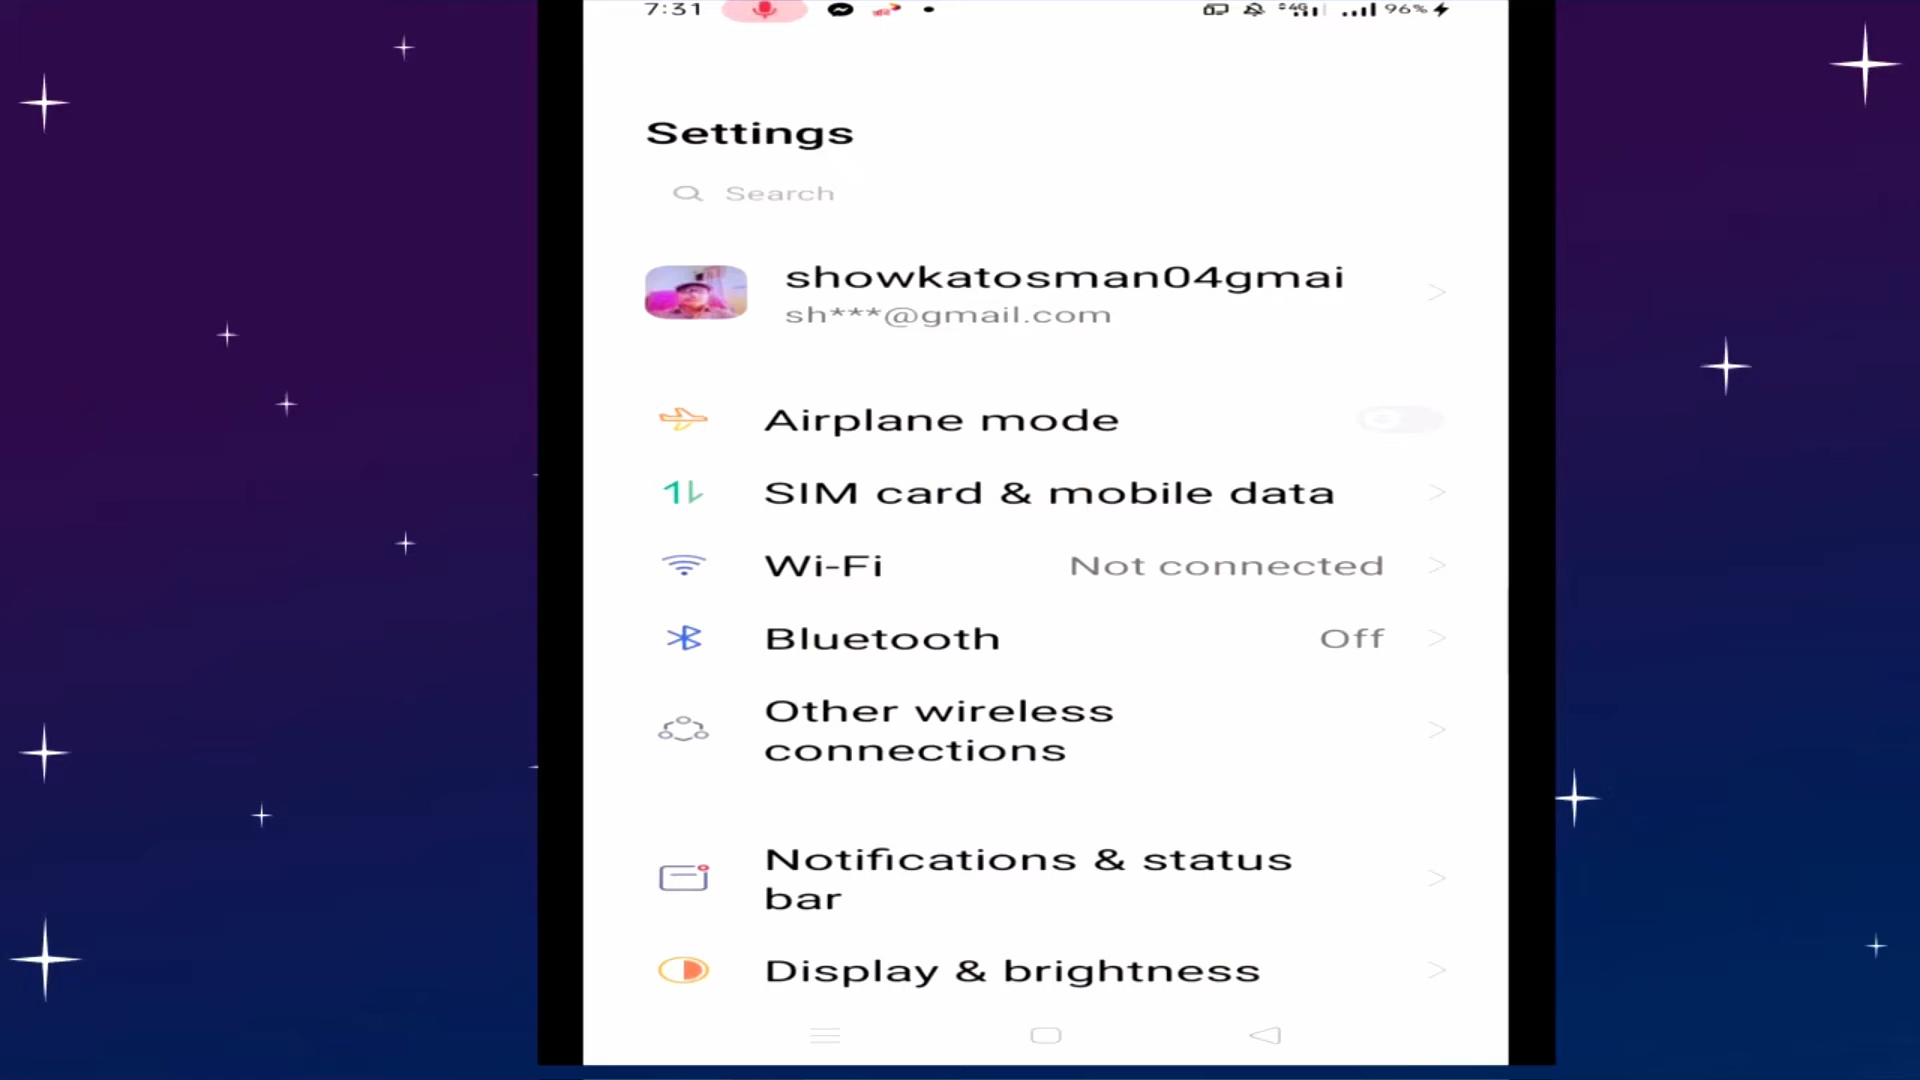 7:31 4G 96%
Settings
Search
showkatosman04gmai
sh***@gmail.com
Airplane mode
SIM card & mobile data
Wi-Fi Not connected
Bluetooth Off
Other wireless
connections
Notifications & status
bar
Display & brightness